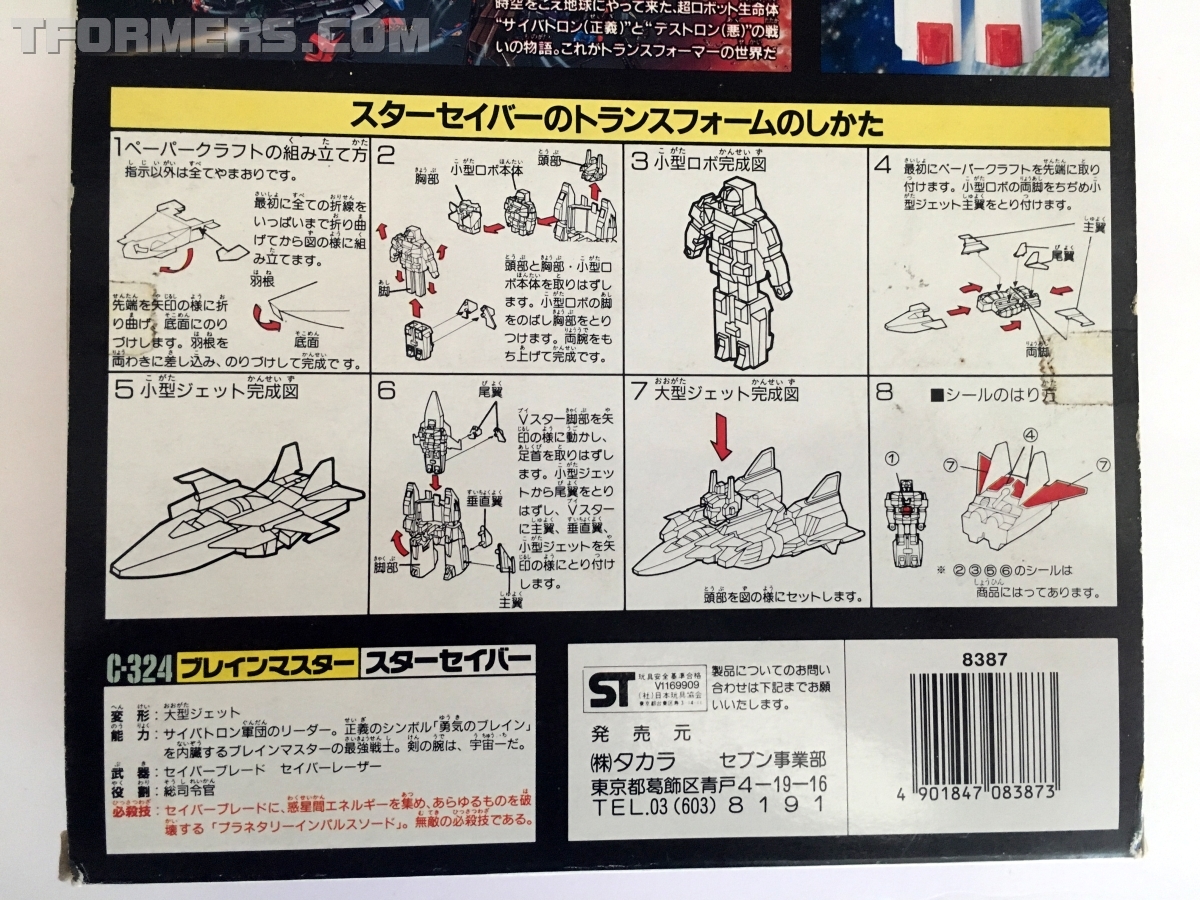 TFORMERS.COM
時空をこえ地球にやって来た、超ロボット生命体
“サイバトロン(正義)”と“デストロン(悪)”の戦
いの物語。これがトランスフォーマーの世界だ
スターセイバーのトランスフォームのしかた
1 ペーパークラフトの組み立て方
指示以外は全てやまおりです。
最初に全ての折線を
いっぱいまで折り曲
げてから図の様に組
み立てます。
羽根
先端を矢印の様に折
り曲げ、底面にのり
づけします。羽根を
両わきに差し込み、のりづけして完成です。
底面
2
胸部
小型ロボ本体
頭部
脚
頭部と胸部・小型ロ
ボ本体を取りはずし
ます。小型ロボの脚
をのばし胸部をとり
つけます。両腕をも
ち上げて完成です。
3 小型ロボ完成図
4
最初にペーパークラフトを先端に取り
付けます。小型ロボの両脚をちぢめ小
型ジェット主翼をとり付けます。
主翼
尾翼
両脚
5 小型ジェット完成図
6
尾翼
垂直翼
脚部
主翼
Vスター脚部を矢
印の様に動かし、
足首を取りはずし
ます。小型ジェッ
トから尾翼をとり
はずし、Vスター
に主翼、垂直翼、
小型ジェットを矢
印の様にとり付け
します。
7 大型ジェット完成図
頭部を図の様にセットします。
8 ■シールのはり方
①
④
⑦
⑦
※ ②③⑤⑥のシールは
商品にはってあります。
C-324 ブレインマスター スターセイバー
変形:大型ジェット
能力:サイバトロン軍団のリーダー。正義のシンボル「勇気のブレイン」
を内臓するブレインマスターの最強戦士。剣の腕は、宇宙一だ。
武器:セイバーブレード セイバーレーザー
役割:総司令官
必殺技:セイバーブレードに、惑星間エネルギーを集め、あらゆるものを破
壊する「プラネタリーインパルスソード」。無敵の必殺技である。
ST
玩具安全基準合格
V1169909
(社)日本玩具協会
製品についてのお問い
合わせは下記までお願
いいたします。
発売元
(株)タカラ セブン事業部
東京都葛飾区青戸4-19-16
TEL.03(603)8191
8387
4 901847 083873